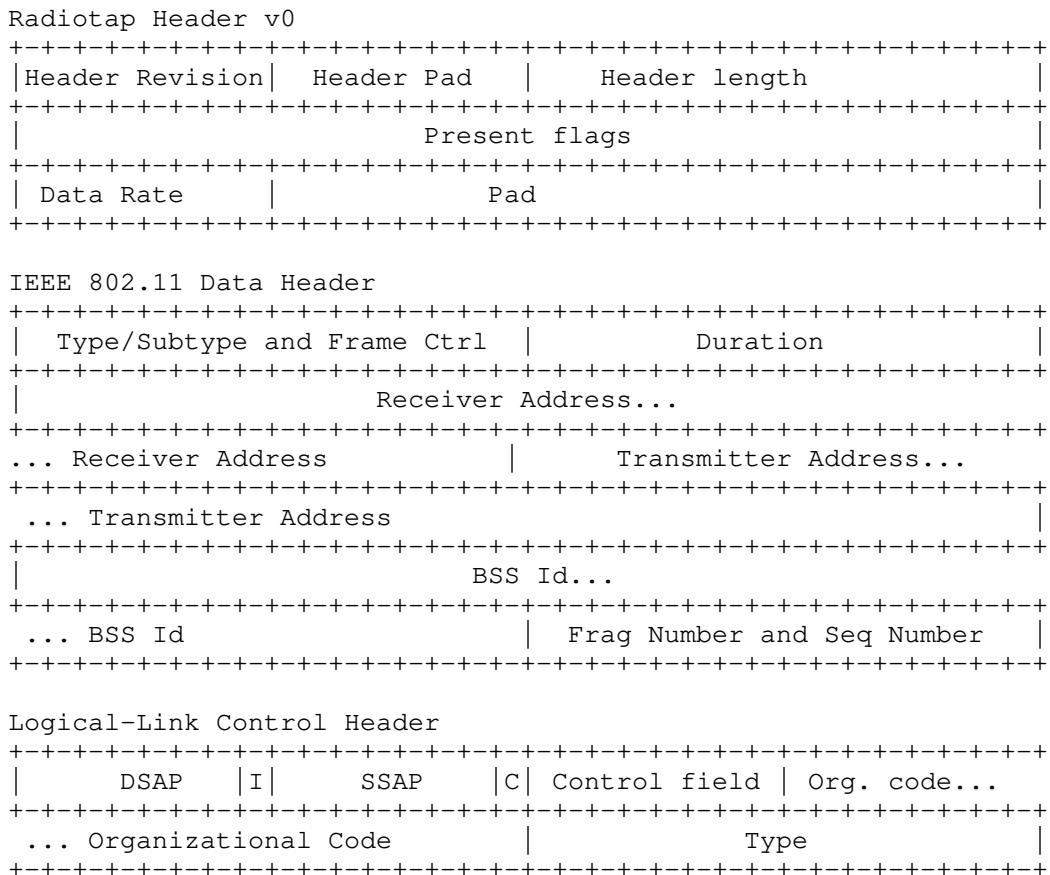 Radiotap Header v0
+-+-+-+-+-+-+-+-+-+-+-+-+-+-+-+-+-+-+-+-+-+-+-+-+-+-+-+-+-+-+-+-+
|Header Revision|  Header Pad   |    Header length              |
+-+-+-+-+-+-+-+-+-+-+-+-+-+-+-+-+-+-+-+-+-+-+-+-+-+-+-+-+-+-+-+-+
|                         Present flags                         |
+-+-+-+-+-+-+-+-+-+-+-+-+-+-+-+-+-+-+-+-+-+-+-+-+-+-+-+-+-+-+-+-+
| Data Rate     |             Pad                               |
+-+-+-+-+-+-+-+-+-+-+-+-+-+-+-+-+-+-+-+-+-+-+-+-+-+-+-+-+-+-+-+-+
IEEE 802.11 Data Header
+-+-+-+-+-+-+-+-+-+-+-+-+-+-+-+-+-+-+-+-+-+-+-+-+-+-+-+-+-+-+-+-+
|  Type/Subtype and Frame Ctrl  |          Duration             |
+-+-+-+-+-+-+-+-+-+-+-+-+-+-+-+-+-+-+-+-+-+-+-+-+-+-+-+-+-+-+-+-+
|                      Receiver Address...
+-+-+-+-+-+-+-+-+-+-+-+-+-+-+-+-+-+-+-+-+-+-+-+-+-+-+-+-+-+-+-+-+
... Receiver Address           |      Transmitter Address...
+-+-+-+-+-+-+-+-+-+-+-+-+-+-+-+-+-+-+-+-+-+-+-+-+-+-+-+-+-+-+-+-+
 ... Transmitter Address                                        |
+-+-+-+-+-+-+-+-+-+-+-+-+-+-+-+-+-+-+-+-+-+-+-+-+-+-+-+-+-+-+-+-+
|                            BSS Id...
+-+-+-+-+-+-+-+-+-+-+-+-+-+-+-+-+-+-+-+-+-+-+-+-+-+-+-+-+-+-+-+-+
 ... BSS Id                     |  Frag Number and Seq Number   |
+-+-+-+-+-+-+-+-+-+-+-+-+-+-+-+-+-+-+-+-+-+-+-+-+-+-+-+-+-+-+-+-+
Logical-Link Control Header
+-+-+-+-+-+-+-+-+-+-+-+-+-+-+-+-+-+-+-+-+-+-+-+-+-+-+-+-+-+-+-+-+
|      DSAP   |I|     SSAP    |C| Control field | Org. code...
+-+-+-+-+-+-+-+-+-+-+-+-+-+-+-+-+-+-+-+-+-+-+-+-+-+-+-+-+-+-+-+-+
 ... Organizational Code        |             Type              |
+-+-+-+-+-+-+-+-+-+-+-+-+-+-+-+-+-+-+-+-+-+-+-+-+-+-+-+-+-+-+-+-+